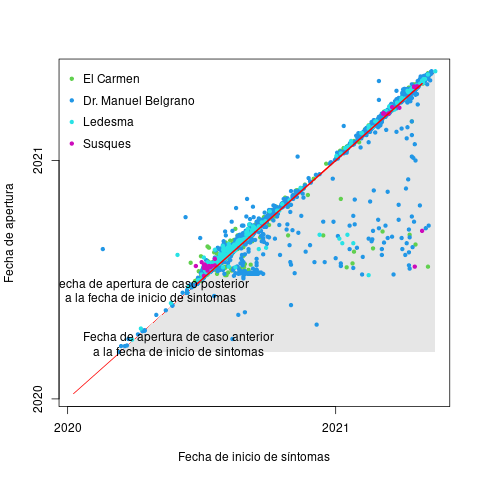 El Carmen
Dr. Manuel Belgrano
Ledesma
Susques
echa de apertura de caso posterior
a la fecha de inicio de sintomas
Fecha de apertura de caso anterior
a la fecha de inicio de sintomas
Fecha de apertura
2021
2020
2020
2021
Fecha de inicio de síntomas